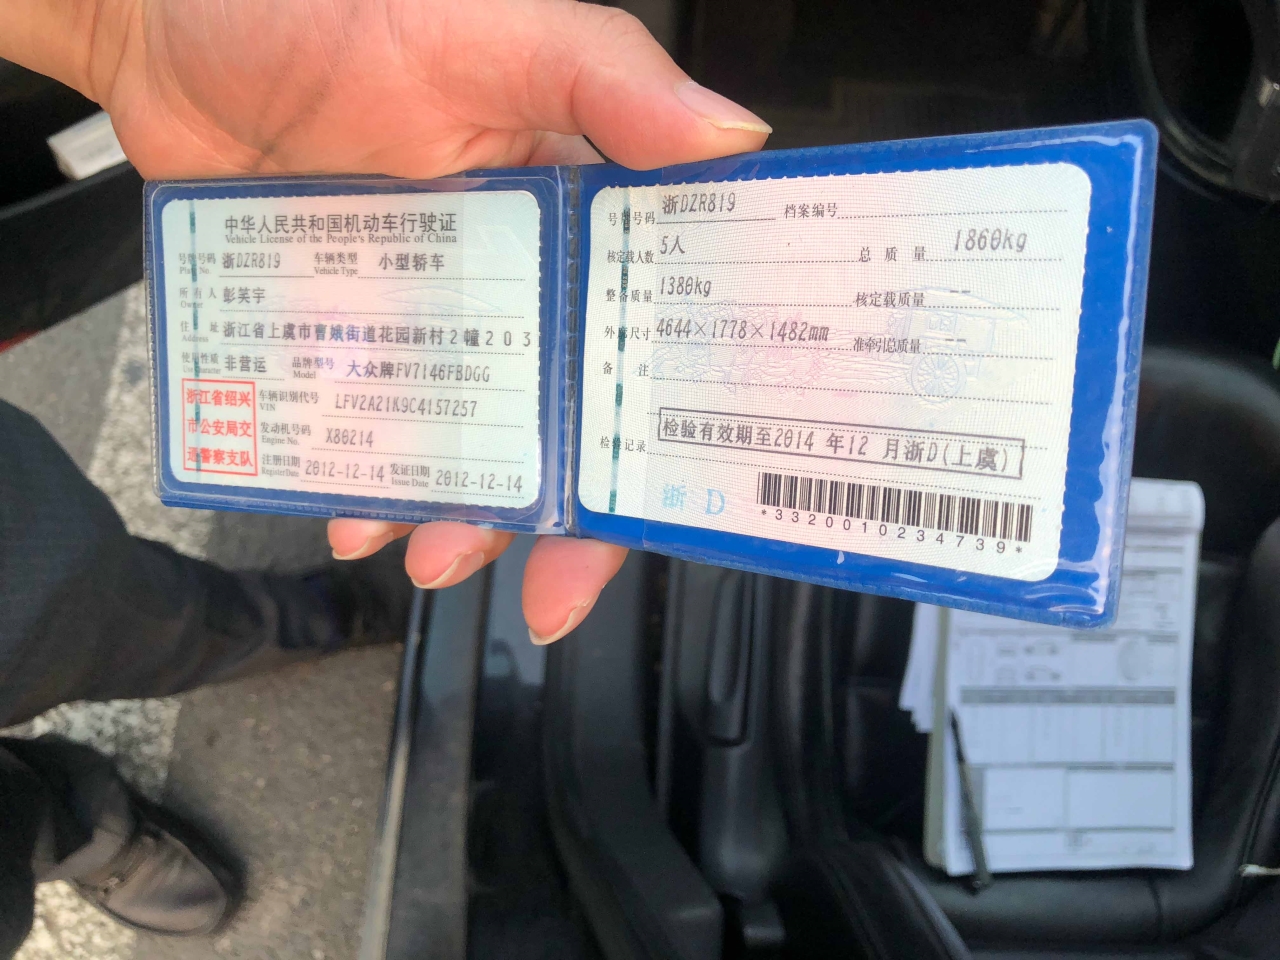 中华人民共和国机动车行驶证
Vehicle License of the People's Republic of China
号牌号码 浙DZR819 车辆类型 小型轿车
Plate No. Vehicle Type
所有人 彭笑宇
Owner
住址 浙江省上虞市曹娥街道花园新村2幢203
Address
使用性质 非营运 品牌型号 大众牌FV7146FBDGG
Use Character Model
浙江省绍兴
市公安局交
通警察支队
车辆识别代号 LFV2A21K9C4157257
VIN
发动机号码 X80214
Engine No.
注册日期 2012-12-14 发证日期 2012-12-14
Register Date Issue Date
号牌号码 浙DZR819 档案编号
核定载人数 5人 总质量 1860kg
整备质量 1380kg 核定载质量 --
外廓尺寸 4644×1778×1482mm 准牵引总质量 --
备注
检验记录 检验有效期至2014年12月浙D(上虞)
浙 D
*3320010234739*